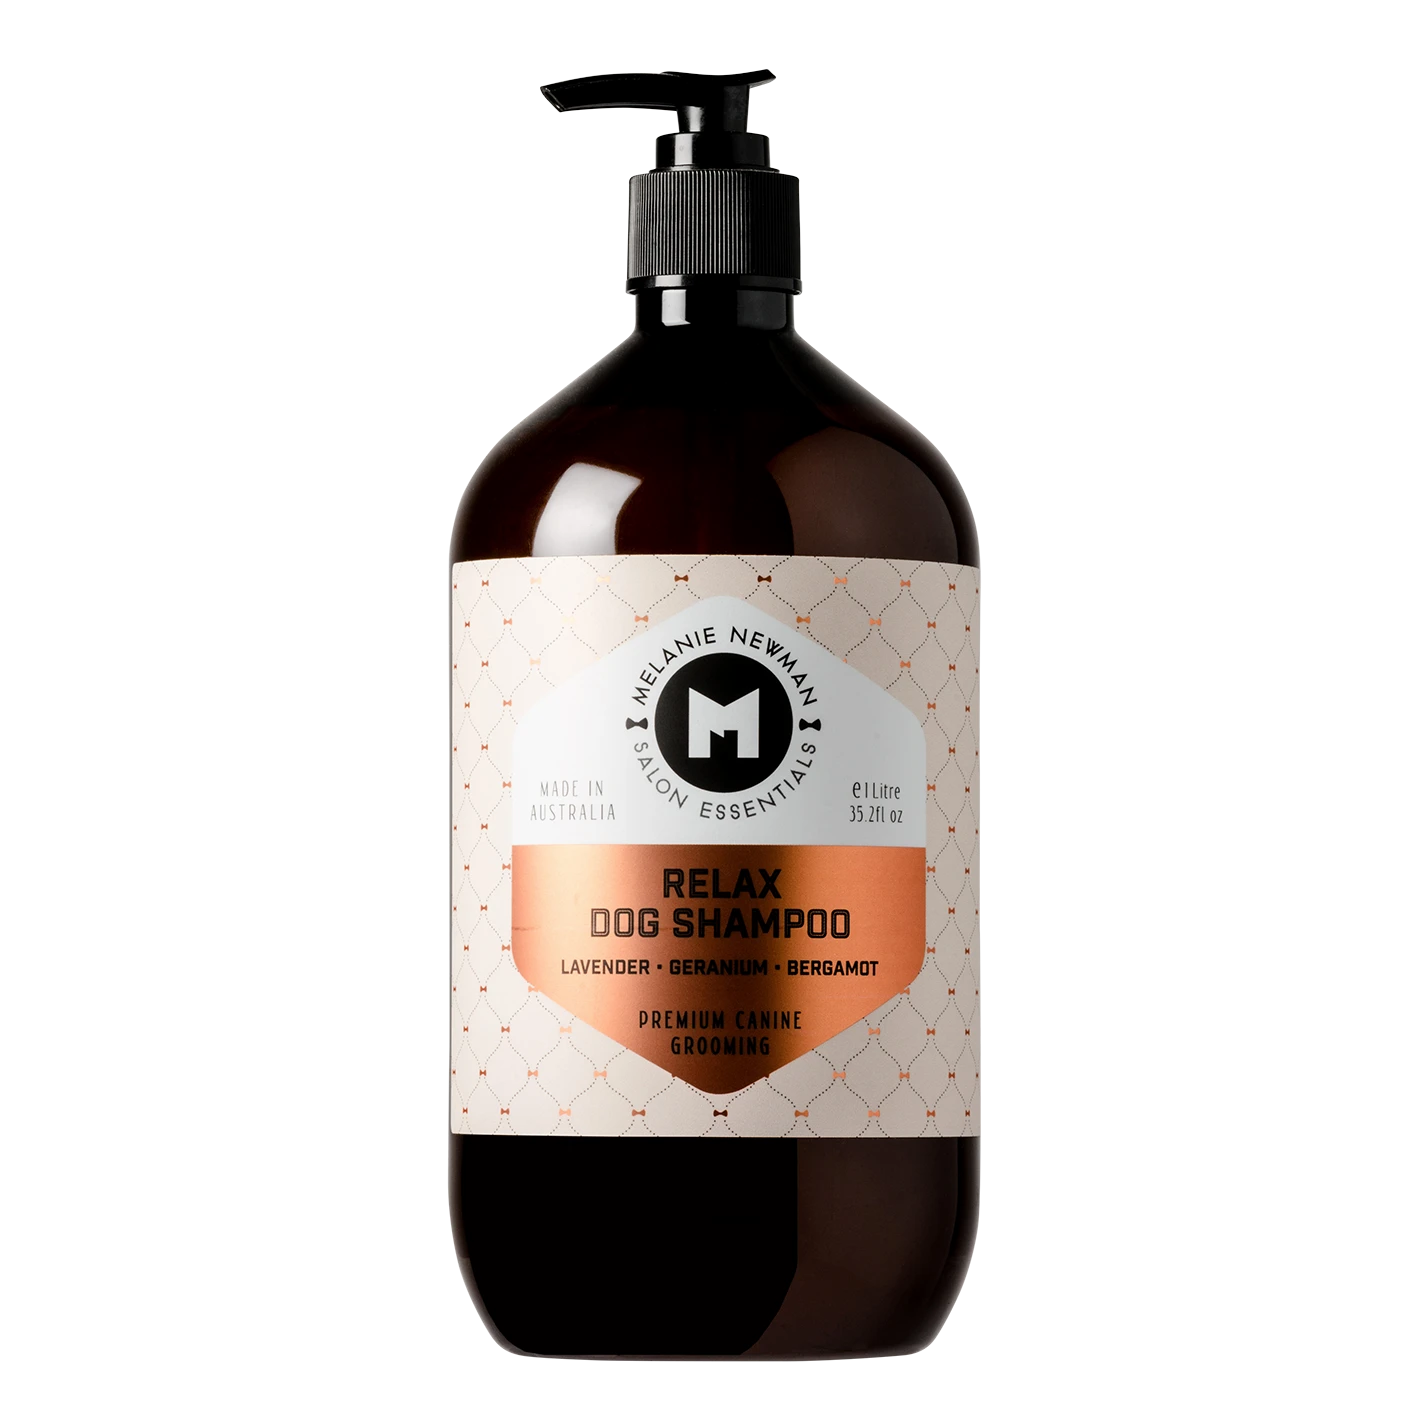 MELANIE NEWMAN
M
SALON ESSENTIALS
MADE IN
AUSTRALIA
e 1 Litre
35.2fl oz
RELAX
DOG SHAMPOO
LAVENDER • GERANIUM • BERGAMOT
PREMIUM CANINE
GROOMING